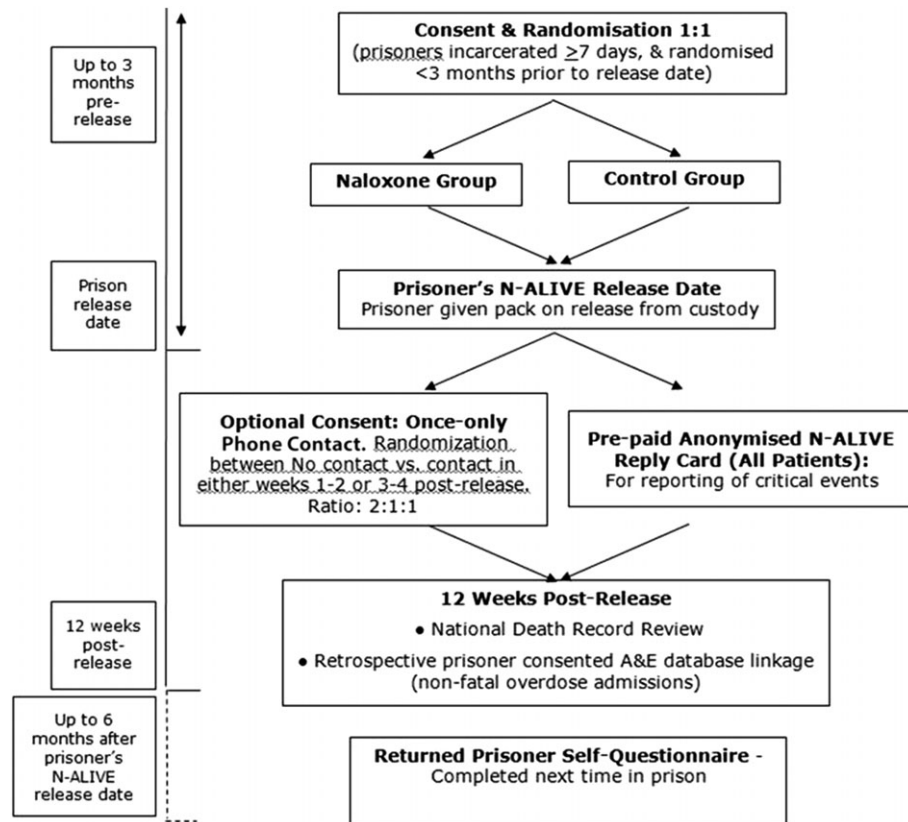 Consent & Randomisation 1:1
(prisoners incarcerated ≥7 days, & randomised
<3 months prior to release date)
Up to 3
months
pre-
release
Naloxone Group
Control Group
Prison
release
date
Prisoner's N-ALIVE Release Date
Prisoner given pack on release from custody
Optional Consent: Once-only
Phone Contact. Randomization
between No contact vs. contact in
either weeks 1-2 or 3-4 post-release.
Ratio: 2:1:1
Pre-paid Anonymised N-ALIVE
Reply Card (All Patients):
For reporting of critical events
12 weeks
post-
release
12 Weeks Post-Release
● National Death Record Review
● Retrospective prisoner consented A&E database linkage
(non-fatal overdose admissions)
Up to 6
months after
prisoner's
N-ALIVE
release date
Returned Prisoner Self-Questionnaire -
Completed next time in prison